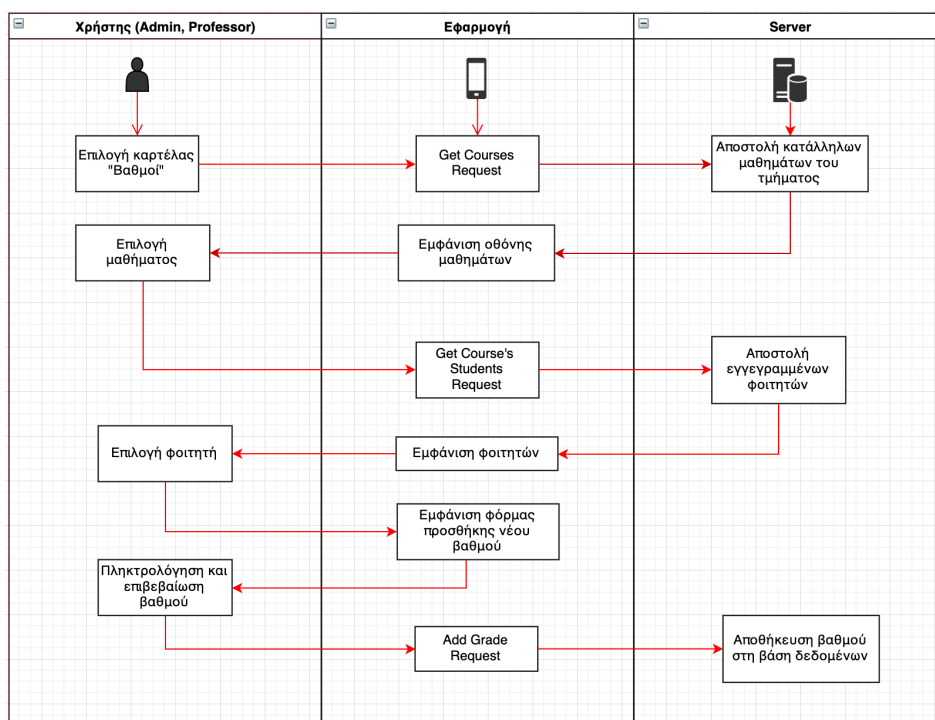 Χρήστης (Admin, Professor)
Εφαρμογή
Server
Επιλογή καρτέλας
"Βαθμοί"
Get Courses
Request
Αποστολή κατάλληλων
μαθημάτων του
τμήματος
Επιλογή
μαθήματος
Εμφάνιση οθόνης
μαθημάτων
Get Course's
Students
Request
Αποστολή
εγγεγραμμένων
φοιτητών
Επιλογή φοιτητή
Εμφάνιση φοιτητών
Εμφάνιση φόρμας
προσθήκης νέου
βαθμού
Πληκτρολόγηση και
επιβεβαίωση
βαθμού
Add Grade
Request
Αποθήκευση βαθμού
στη βάση δεδομένων